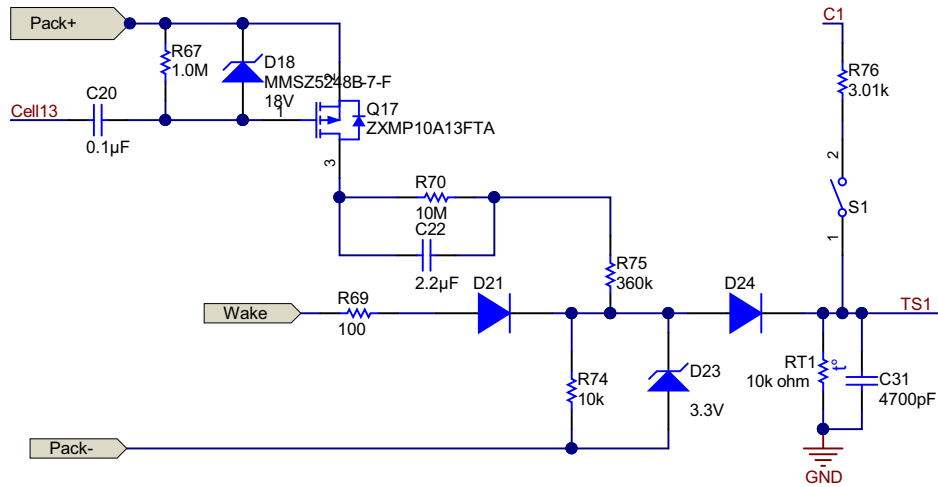 Pack+
C1
R67
1.0M
D18
MMSZ5248B-7-F
18V
2
R76
3.01k
C20
Cell13
0.1µF
1
Q17
ZXMP10A13FTA
3
2
S1
1
R70
10M
C22
2.2µF
R75
360k
D21
D24
Wake
R69
100
TS1
R74
10k
D23
3.3V
RT1
10k ohm
t°
C31
4700pF
Pack-
GND